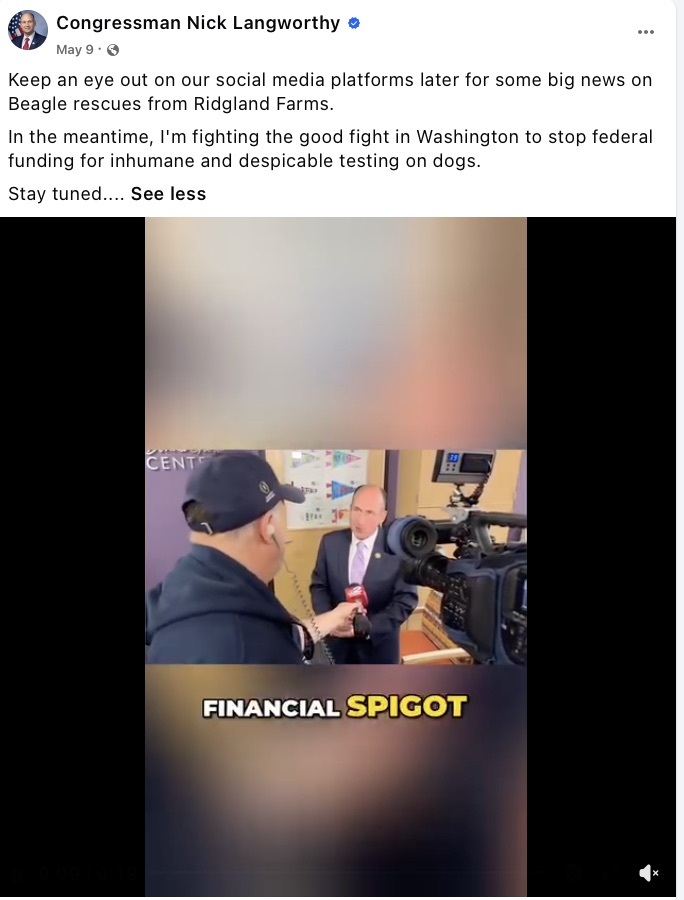 Congressman Nick Langworthy
May 9 ·
Keep an eye out on our social media platforms later for some big news on
Beagle rescues from Ridgland Farms.
In the meantime, I'm fighting the good fight in Washington to stop federal
funding for inhumane and despicable testing on dogs.
Stay tuned.... See less
CENT
FINANCIAL SPIGOT